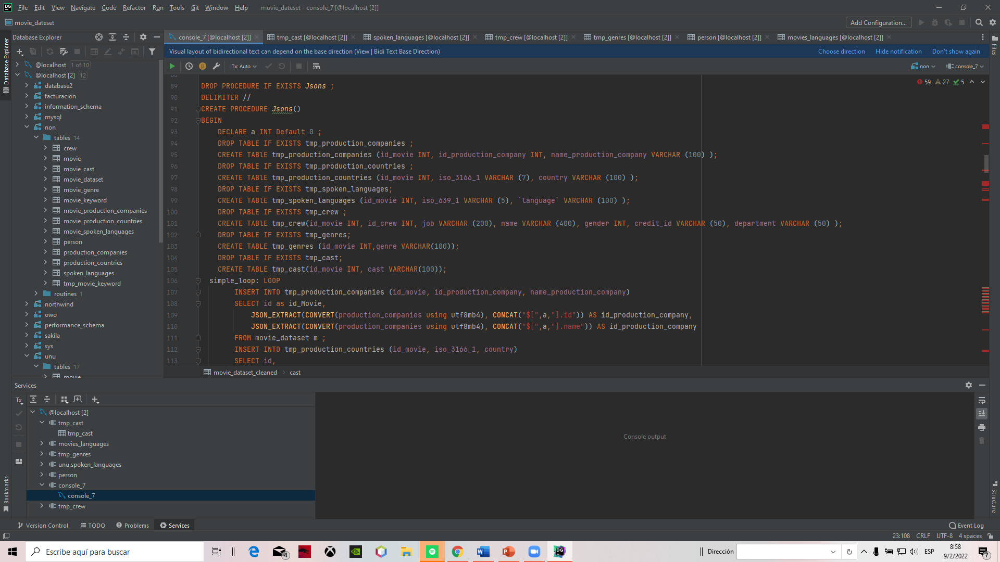 File Edit View Navigate Code Refactor Run Tools Git Window Help movie_dateset - console_7 [@localhost [2]]
movie_dateset Add Configuration...
Database Explorer
console_7 [@localhost [2]] tmp_cast [@localhost [2]] spoken_languages [@localhost [2]] tmp_crew [@localhost [2]] tmp_genres [@localhost [2]] person [@localhost [2]] movies_languages [@localhost [2]]
Visual layout of bidirectional text can depend on the base direction (View | Bidi Text Base Direction) Choose direction Hide notification Don't show again
Tx: Auto non console_7
59 27 5
Database Explorer
Files
@localhost 1 of 10
@localhost [2] 12
database2
facturacion
information_schema
mysql
non
tables 14
crew
movie
movie_cast
movie_dataset
movie_genre
movie_keyword
movie_production_companies
movie_production_countries
movie_spoken_languages
person
production_companies
production_countries
spoken_languages
tmp_movie_keyword
routines 1
northwind
owo
performance_schema
sakila
sys
unu
tables 17
movie
88
89 DROP PROCEDURE IF EXISTS Jsons ;
90 DELIMITER //
91 CREATE PROCEDURE Jsons()
92 BEGIN
93 DECLARE a INT Default 0 ;
94 DROP TABLE IF EXISTS tmp_production_companies ;
95 CREATE TABlE tmp_production_companies (id_movie INT, id_production_company INT, name_production_company VARCHAR (100) );
96 DROP TABLE IF EXISTS tmp_production_countries ;
97 CREATE TABLE tmp_production_countries (id_movie INT, iso_3166_1 VARCHAR (7), country VARCHAR (100) );
98 DROP TABLE IF EXISTS tmp_spoken_languages;
99 CREATE TABLE tmp_spoken_languages (id_movie INT, iso_639_1 VARCHAR (5), `language` VARCHAR (100) );
100 DROP TABLE IF EXISTS tmp_crew ;
101 CREATE TABLE tmp_crew(id_movie INT, id_crew INT, job VARCHAR (200), name VARCHAR (400), gender INT, credit_id VARCHAR (50), department VARCHAR (50) );
102 DROP TABLE IF EXISTS tmp_genres;
103 CREATE TABLE tmp_genres (id_movie INT,genre VARCHAR(100));
104 DROP TABLE IF EXISTS tmp_cast;
105 CREATE TABLE tmp_cast(id_movie INT, cast VARCHAR(100));
106 simple_loop: LOOP
107 INSERT INTO tmp_production_companies (id_movie, id_production_company, name_production_company)
108 SELECT id as id_Movie,
109 JSON_EXTRACT(CONVERT(production_companies using utf8mb4), CONCAT("$[",a,"].id")) AS id_production_company,
110 JSON_EXTRACT(CONVERT(production_companies using utf8mb4), CONCAT("$[",a,"].name")) AS id_production_company
111 FROM movie_dataset m ;
112 INSERT INTO tmp_production_countries (id_movie, iso_3166_1, country)
113 SELECT id,
movie_dataset_cleaned › cast
Services
Tx
@localhost [2]
tmp_cast
tmp_cast
movies_languages
tmp_genres
unu.spoken_languages
person
console_7
console_7
tmp_crew
Console output
Bookmarks
Structure
Version Control TODO Problems Services Event Log
23:108 CRLF UTF-8 4 spaces
Escribe aquí para buscar
4
Dirección
ESP
8:58
9/2/2022
7